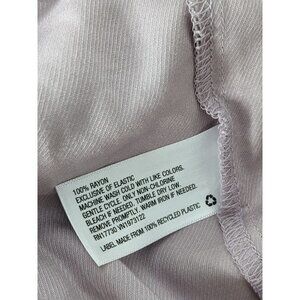 100% RAYON
EXCLUSIVE OF ELASTIC
MACHINE WASH COLD WITH LIKE COLORS.
GENTLE CYCLE. ONLY NON-CHLORINE
BLEACH IF NEEDED. TUMBLE DRY LOW.
REMOVE PROMPTLY. WARM IRON IF NEEDED.
RN17730 VN1973122
LABEL MADE FROM 100% RECYCLED PLASTIC